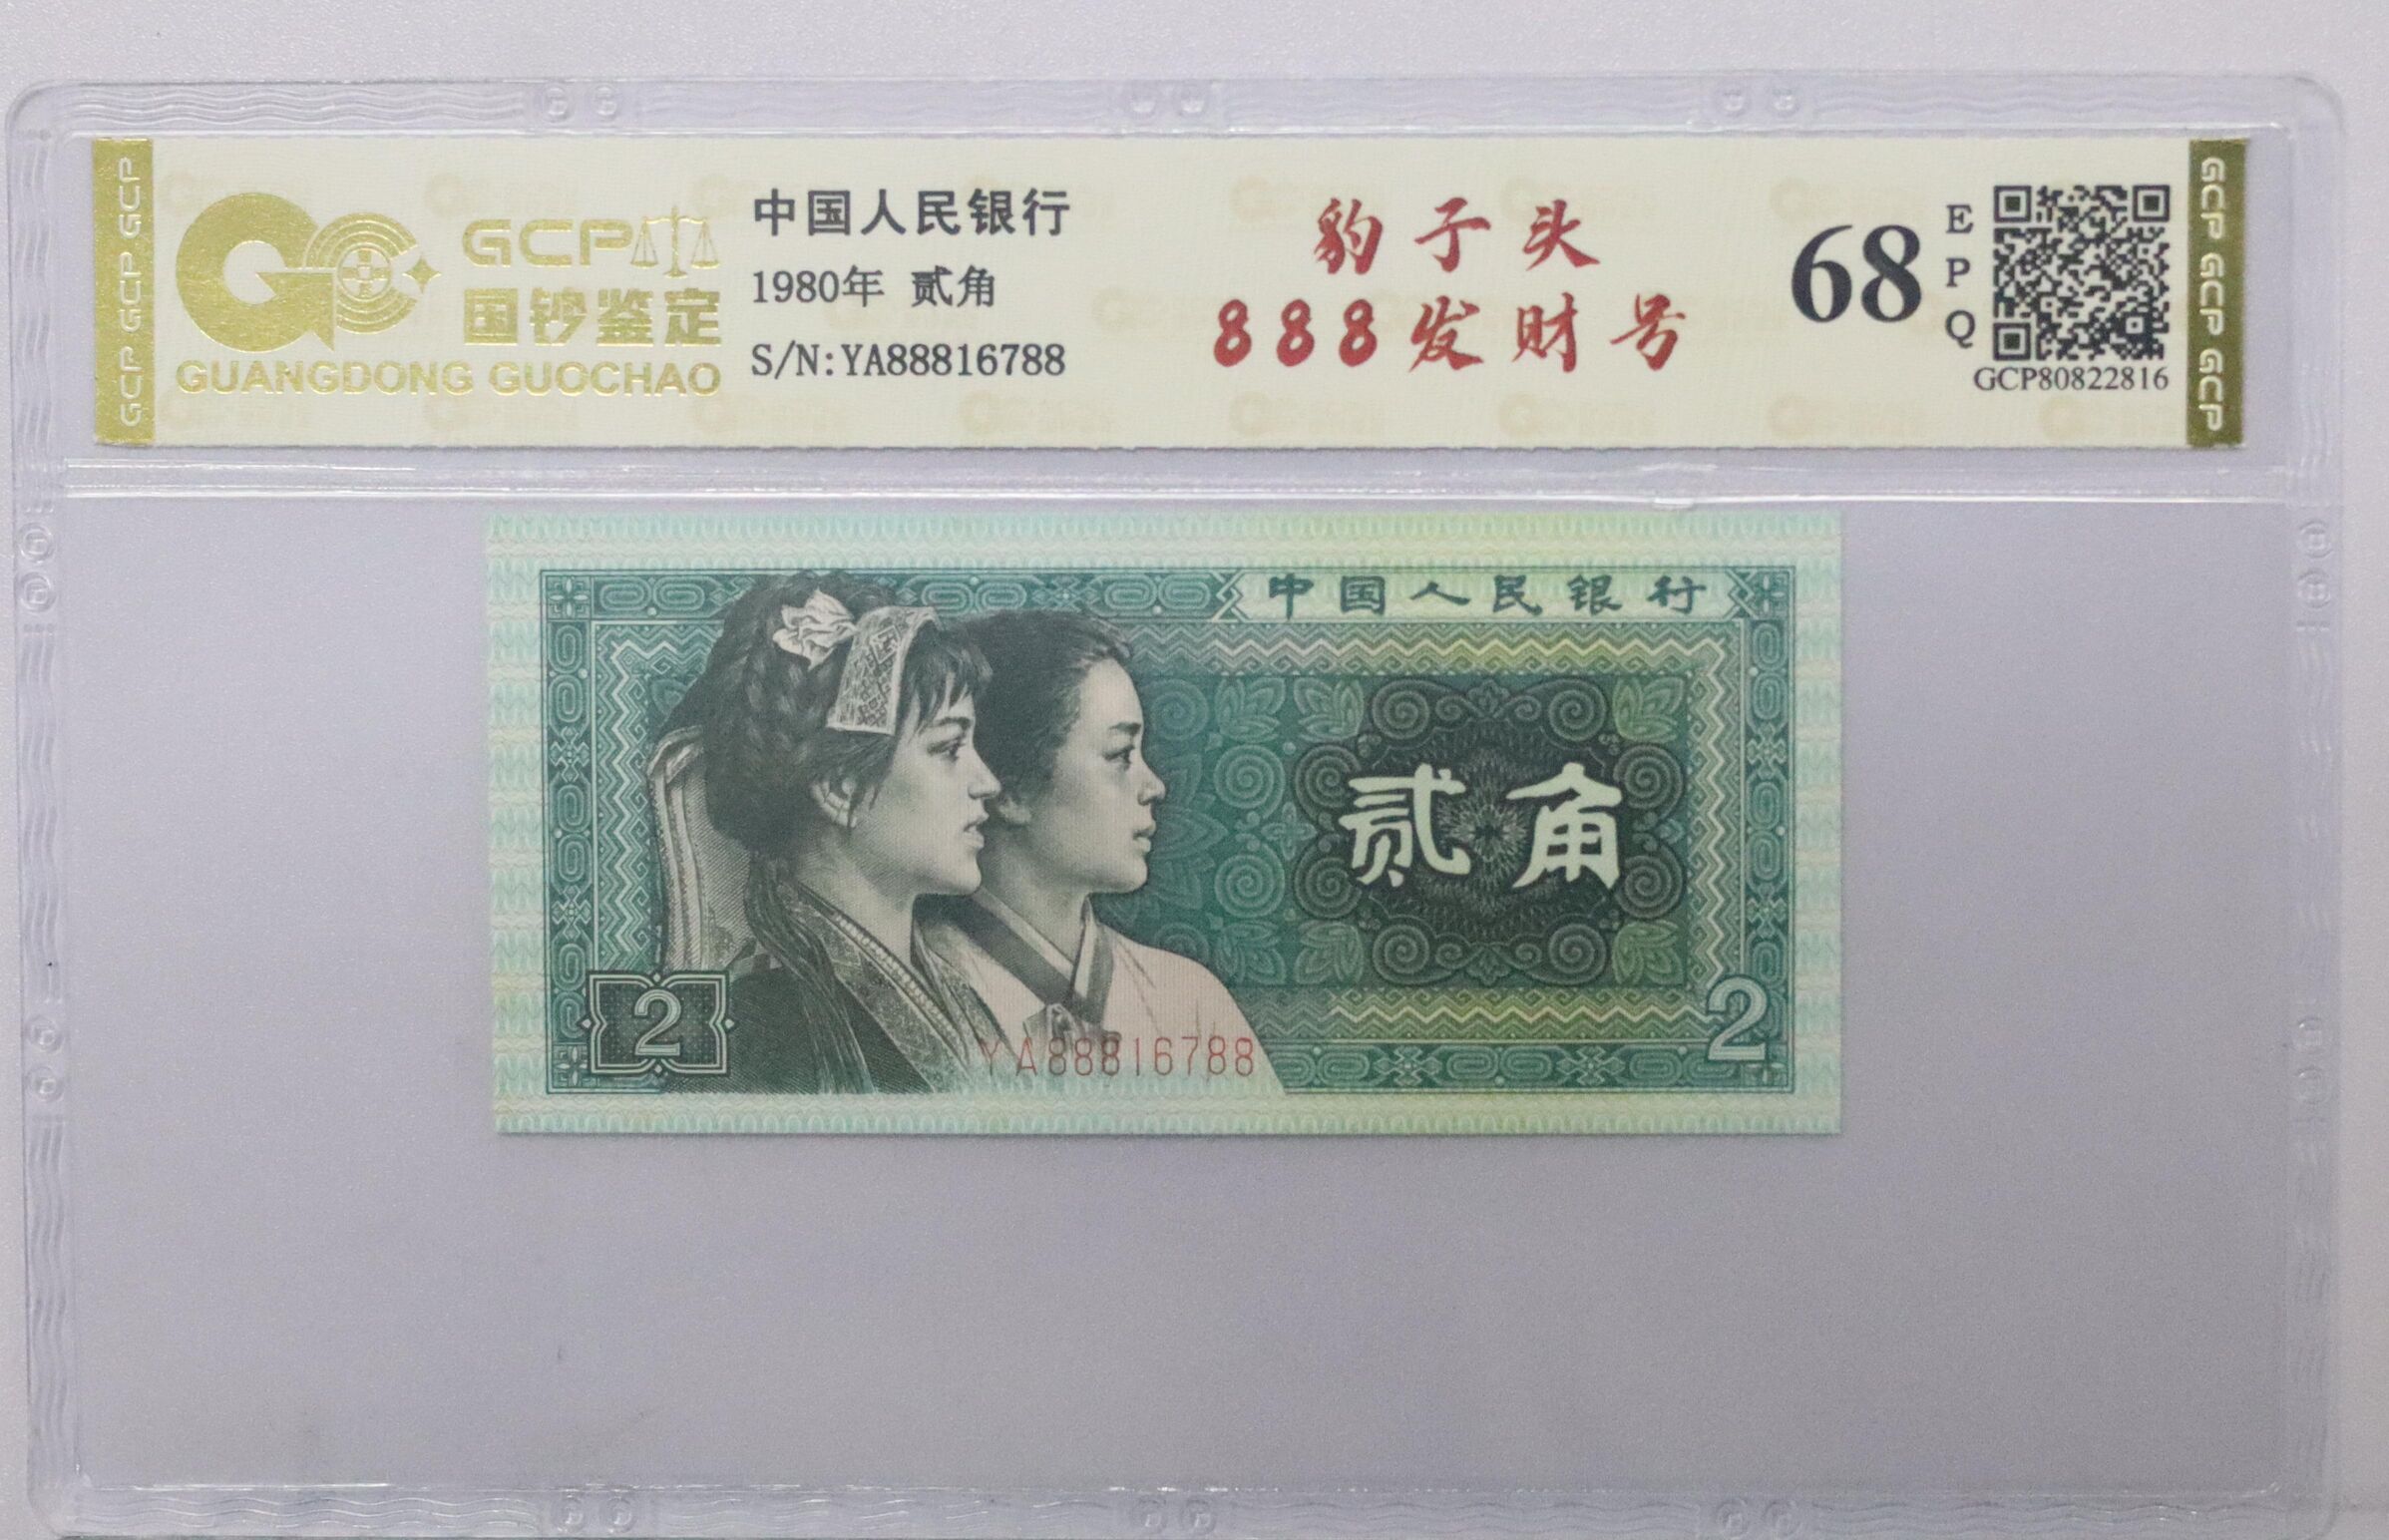 GCP GCP GCP
GCP
国钞鉴定
GUANGDONG GUOCHAO
中国人民银行
1980年 贰角
S/N:YA88816788
豹子头
888发财号
68
EPQ
GCP80822816
GCP GCP GCP GCP
中国人民银行
贰角
2
YA88816788
2